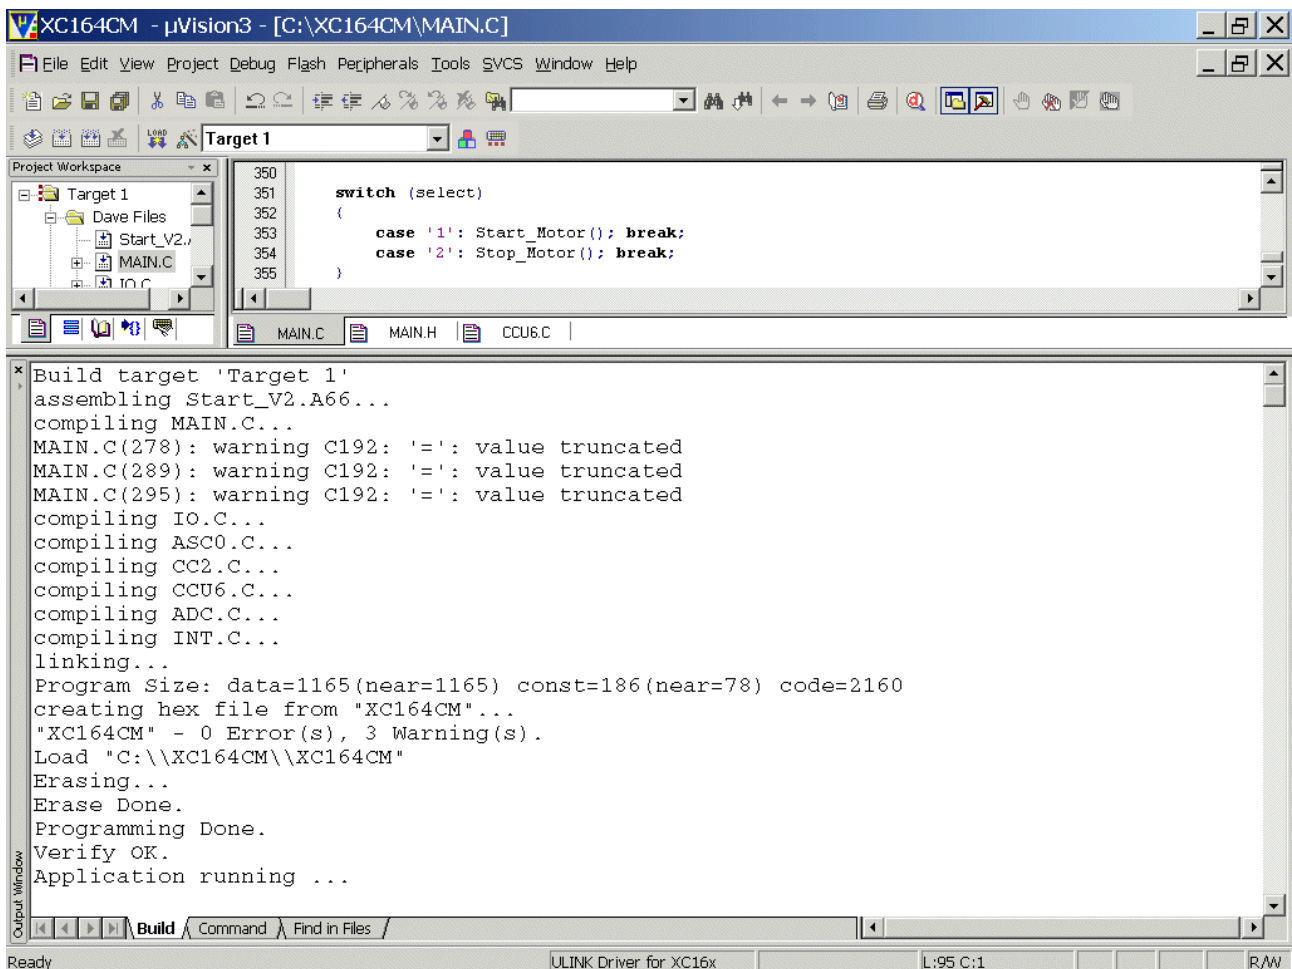 XC164CM - µVision3 - [C:\XC164CM\MAIN.C]
File Edit View Project Debug Flash Peripherals Tools SVCS Window Help
LOAD Target 1
Project Workspace
Target 1
Dave Files
Start_V2.
MAIN.C
IO.C
350
351 switch (select)
352 {
353 case '1': Start_Motor(); break;
354 case '2': Stop_Motor(); break;
355 }
MAIN.C MAIN.H CCU6.C
Build target 'Target 1'
assembling Start_V2.A66...
compiling MAIN.C...
MAIN.C(278): warning C192: '=': value truncated
MAIN.C(289): warning C192: '=': value truncated
MAIN.C(295): warning C192: '=': value truncated
compiling IO.C...
compiling ASC0.C...
compiling CC2.C...
compiling CCU6.C...
compiling ADC.C...
compiling INT.C...
linking...
Program Size: data=1165(near=1165) const=186(near=78) code=2160
creating hex file from "XC164CM"...
"XC164CM" - 0 Error(s), 3 Warning(s).
Load "C:\\XC164CM\\XC164CM"
Erasing...
Erase Done.
Programming Done.
Verify OK.
Application running ...
Output Window
Build Command Find in Files
Ready ULINK Driver for XC16x L:95 C:1 R/W